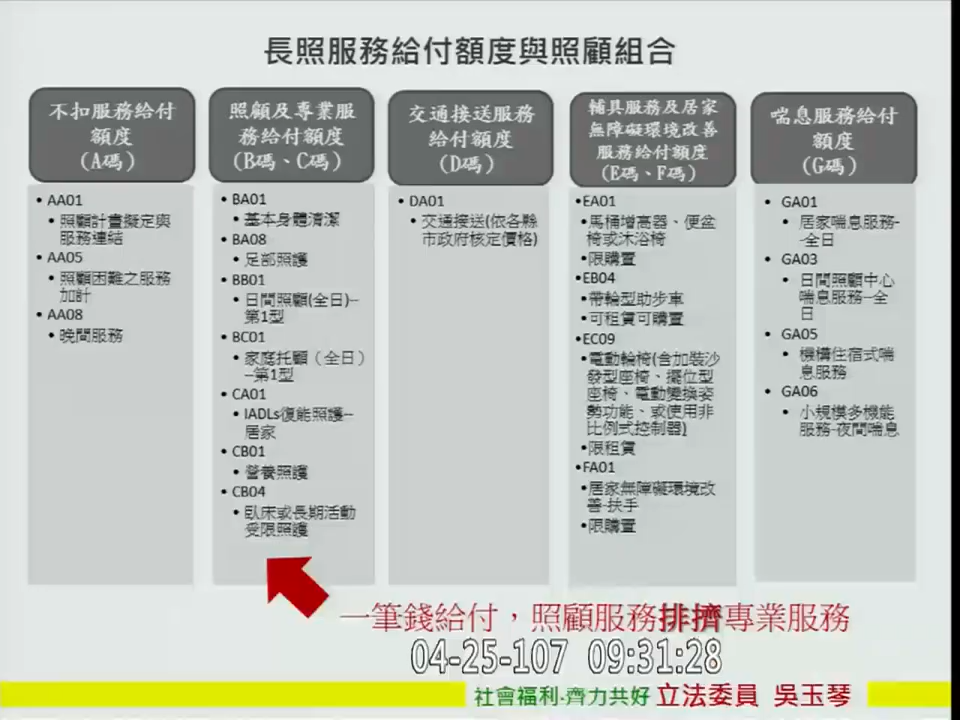 長照服務給付額度與照顧組合
不扣服務給付
額度
(A碼)
• AA01
• 照顧計畫擬定與
服務連結
• AA05
• 照顧困難之服務
加計
• AA08
• 晚間服務
照顧及專業服
務給付額度
(B碼、C碼)
• BA01
• 基本身體清潔
• BA08
• 足部照護
• BB01
• 日間照顧(全日)--
第1型
• BC01
• 家庭托顧（全日）
--第1型
• CA01
• IADLs復能照護--
居家
• CB01
• 營養照護
• CB04
• 臥床或長期活動
受限照護
交通接送服務
給付額度
(D碼)
• DA01
• 交通接送(依各縣
市政府核定價格)
輔具服務及居家
無障礙環境改善
服務給付額度
(E碼、F碼)
•EA01
•馬桶增高器、便盆
椅或沐浴椅
•限購置
•EB04
•帶輪型助步車
•可租賃可購置
•EC09
•電動輪椅(含加裝沙
發型座椅、擺位型
座椅、電動變換姿
勢功能、或使用非
比例式控制器)
•限租賃
•FA01
•居家無障礙環境改
善-扶手
•限購置
喘息服務給付
額度
(G碼)
• GA01
• 居家喘息服務-
-全日
• GA03
• 日間照顧中心
喘息服務--全
日
• GA05
• 機構住宿式喘
息服務
• GA06
• 小規模多機能
服務-夜間喘息
一筆錢給付，照顧服務排擠專業服務
04-25-107 09:31:28
社會福利‧齊力共好 立法委員 吳玉琴